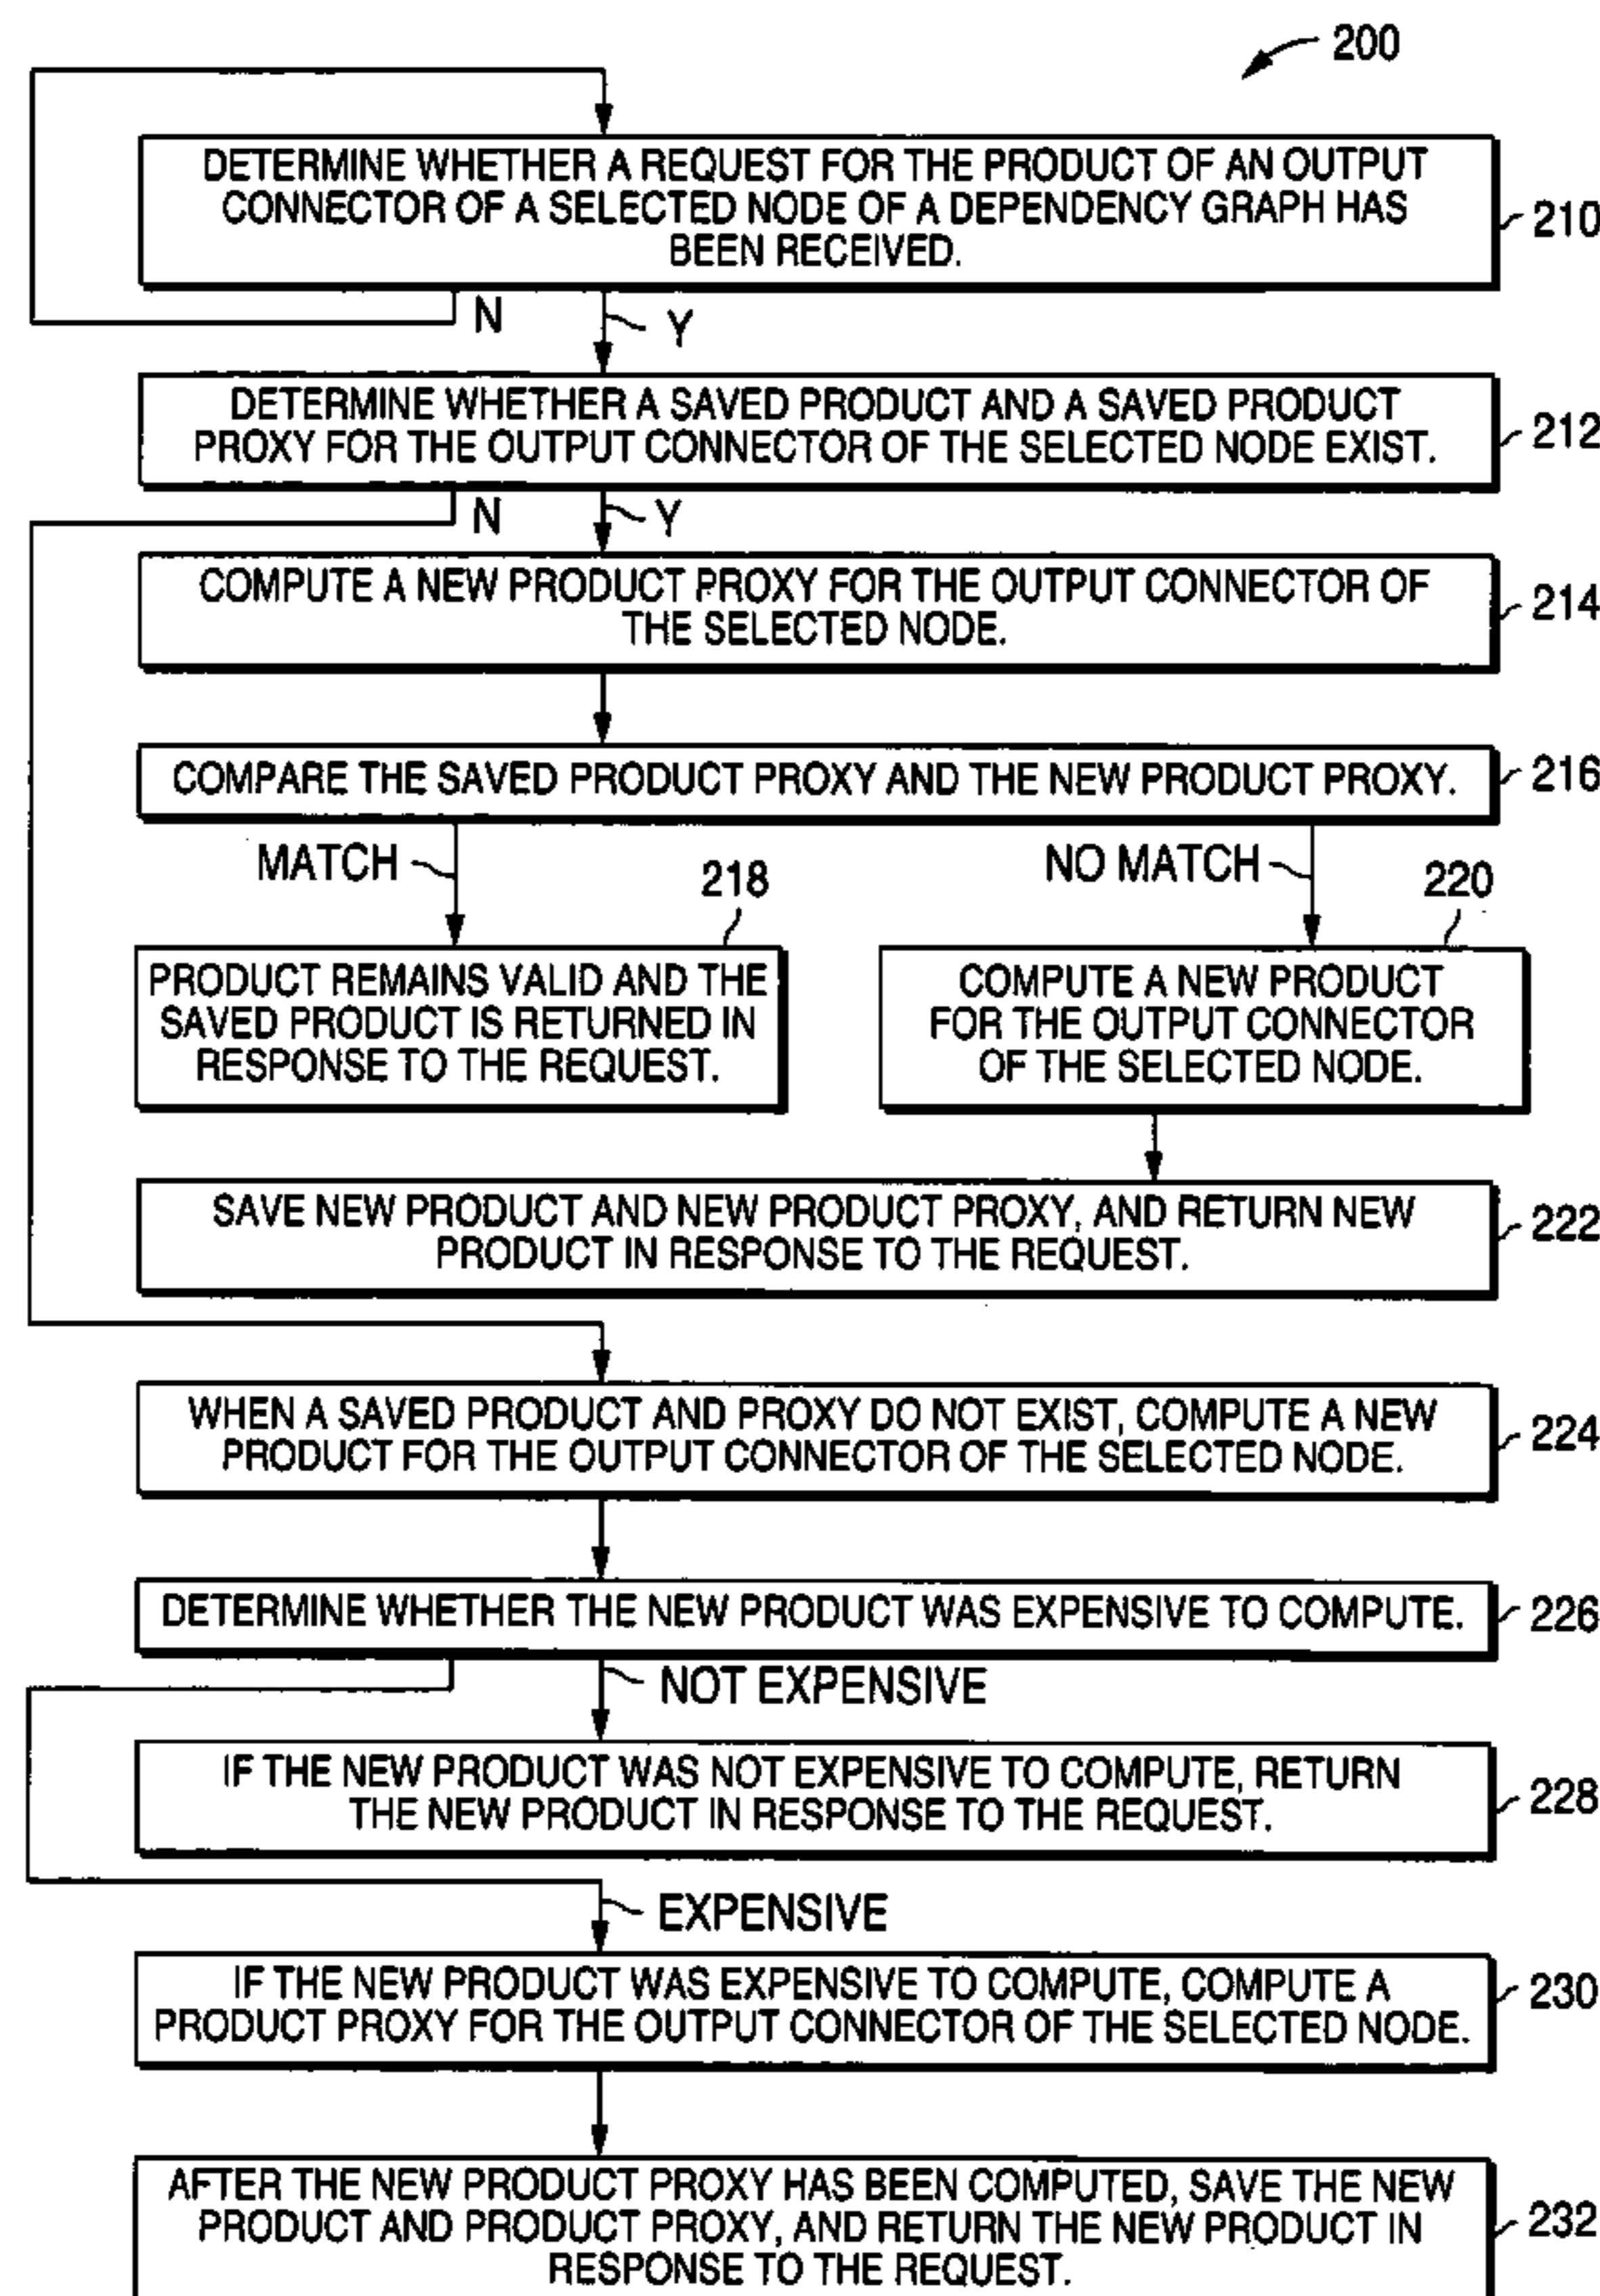 200
DETERMINE WHETHER A REQUEST FOR THE PRODUCT OF AN OUTPUT
CONNECTOR OF A SELECTED NODE OF A DEPENDENCY GRAPH HAS
BEEN RECEIVED.
210
N
Y
DETERMINE WHETHER A SAVED PRODUCT AND A SAVED PRODUCT
PROXY FOR THE OUTPUT CONNECTOR OF THE SELECTED NODE EXIST.
212
N
Y
COMPUTE A NEW PRODUCT PROXY FOR THE OUTPUT CONNECTOR OF
THE SELECTED NODE.
214
COMPARE THE SAVED PRODUCT PROXY AND THE NEW PRODUCT PROXY.
216
MATCH
218
NO MATCH
220
PRODUCT REMAINS VALID AND THE
SAVED PRODUCT IS RETURNED IN
RESPONSE TO THE REQUEST.
COMPUTE A NEW PRODUCT
FOR THE OUTPUT CONNECTOR
OF THE SELECTED NODE.
SAVE NEW PRODUCT AND NEW PRODUCT PROXY, AND RETURN NEW
PRODUCT IN RESPONSE TO THE REQUEST.
222
WHEN A SAVED PRODUCT AND PROXY DO NOT EXIST, COMPUTE A NEW
PRODUCT FOR THE OUTPUT CONNECTOR OF THE SELECTED NODE.
224
DETERMINE WHETHER THE NEW PRODUCT WAS EXPENSIVE TO COMPUTE.
226
NOT EXPENSIVE
IF THE NEW PRODUCT WAS NOT EXPENSIVE TO COMPUTE, RETURN
THE NEW PRODUCT IN RESPONSE TO THE REQUEST.
228
EXPENSIVE
IF THE NEW PRODUCT WAS EXPENSIVE TO COMPUTE, COMPUTE A
PRODUCT PROXY FOR THE OUTPUT CONNECTOR OF THE SELECTED NODE.
230
AFTER THE NEW PRODUCT PROXY HAS BEEN COMPUTED, SAVE THE NEW
PRODUCT AND PRODUCT PROXY, AND RETURN THE NEW PRODUCT IN
RESPONSE TO THE REQUEST.
232